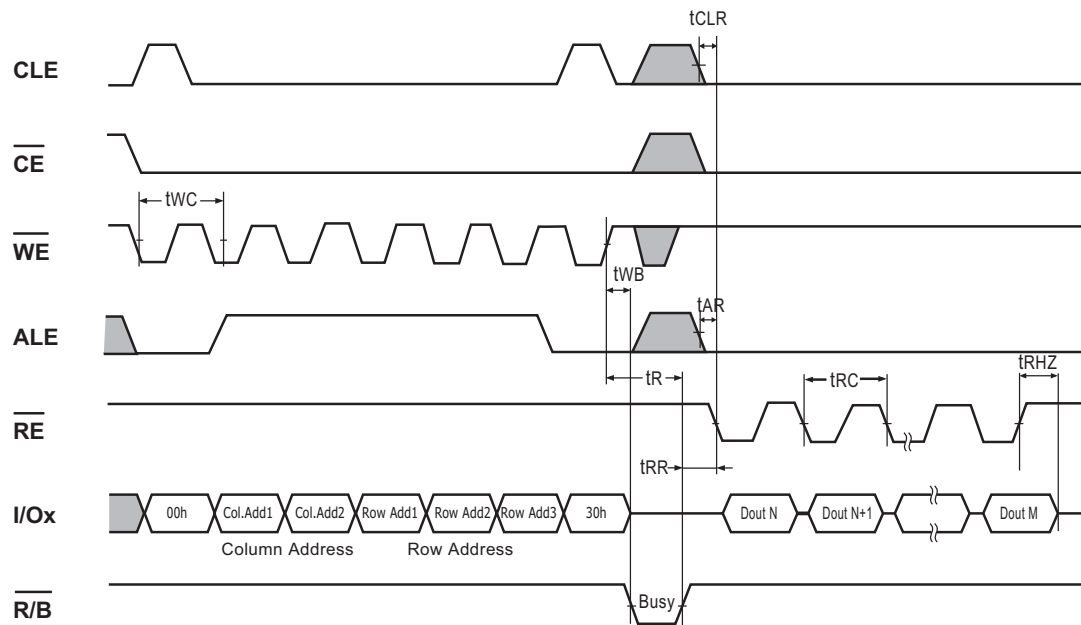 tCLR
CLE
CE
tWC
WE
tWB
tAR
ALE
tR
tRC
tRHZ
RE
tRR
I/Ox
00h
Col.Add1
Col.Add2
Row Add1
Row Add2
Row Add3
30h
Dout N
Dout N+1
Dout M
Column Address
Row Address
R/B
Busy